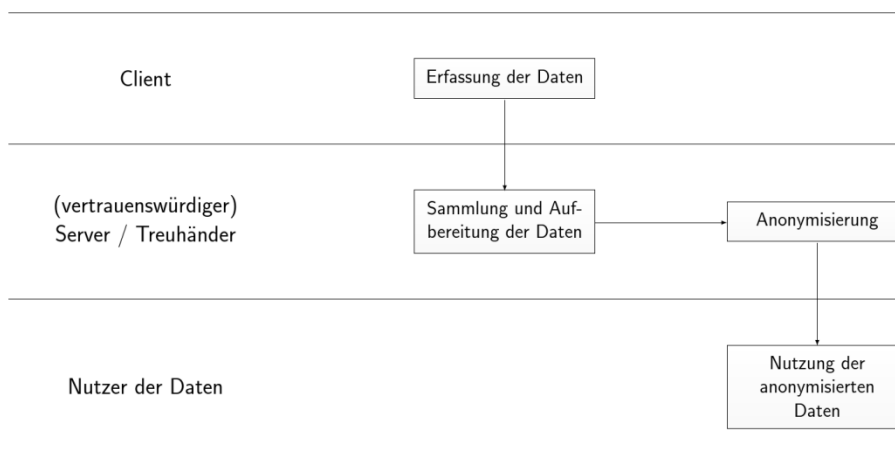 Client
Erfassung der Daten
(vertrauenswürdiger)
Server / Treuhänder
Sammlung und Auf-
bereitung der Daten
Anonymisierung
Nutzer der Daten
Nutzung der
anonymisierten
Daten